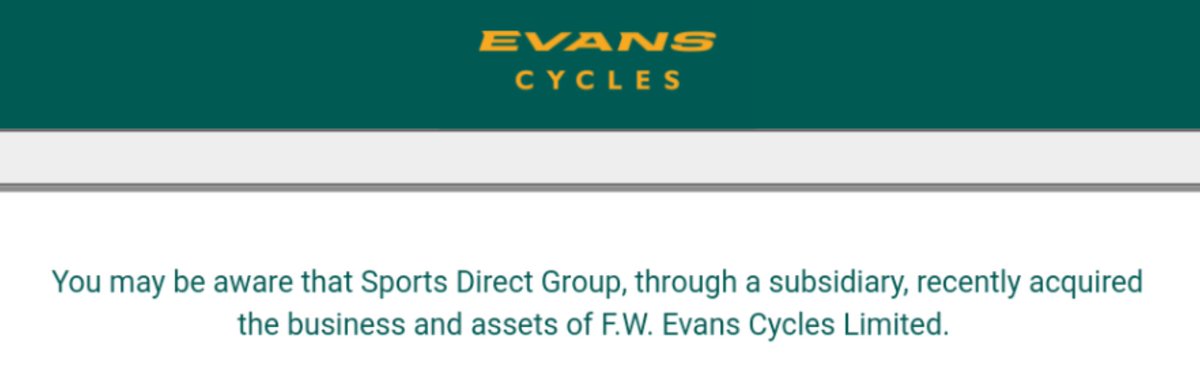 EVANS
CYCLES
You may be aware that Sports Direct Group, through a subsidiary, recently acquired
the business and assets of F.W. Evans Cycles Limited.